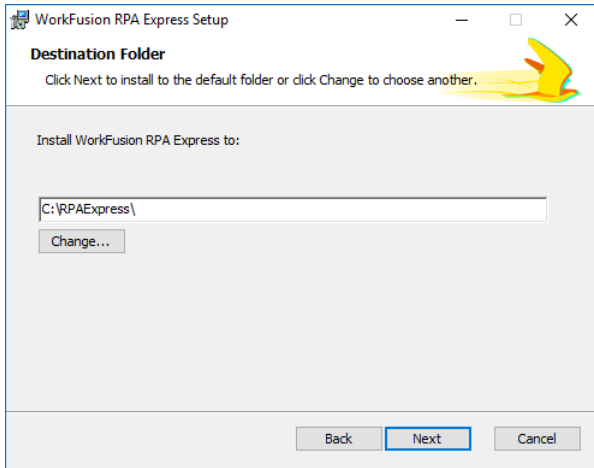 WorkFusion RPA Express Setup
Destination Folder
Click Next to install to the default folder or click Change to choose another.
Install WorkFusion RPA Express to:
C:\RPAExpress\
Change...
Back Next Cancel